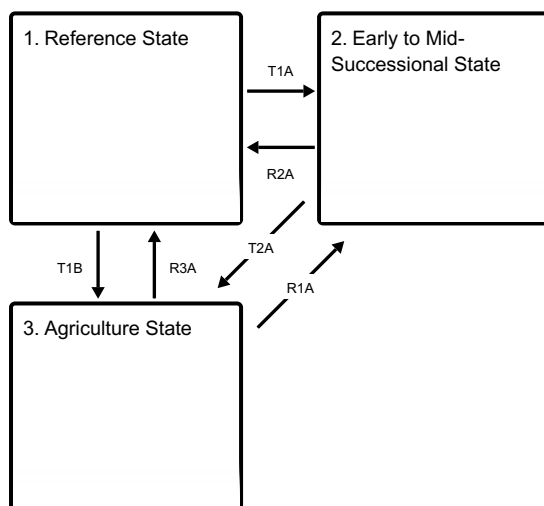 1. Reference State
2. Early to Mid-
Successional State
T1A
R2A
T1B
R3A
T2A
R1A
3. Agriculture State